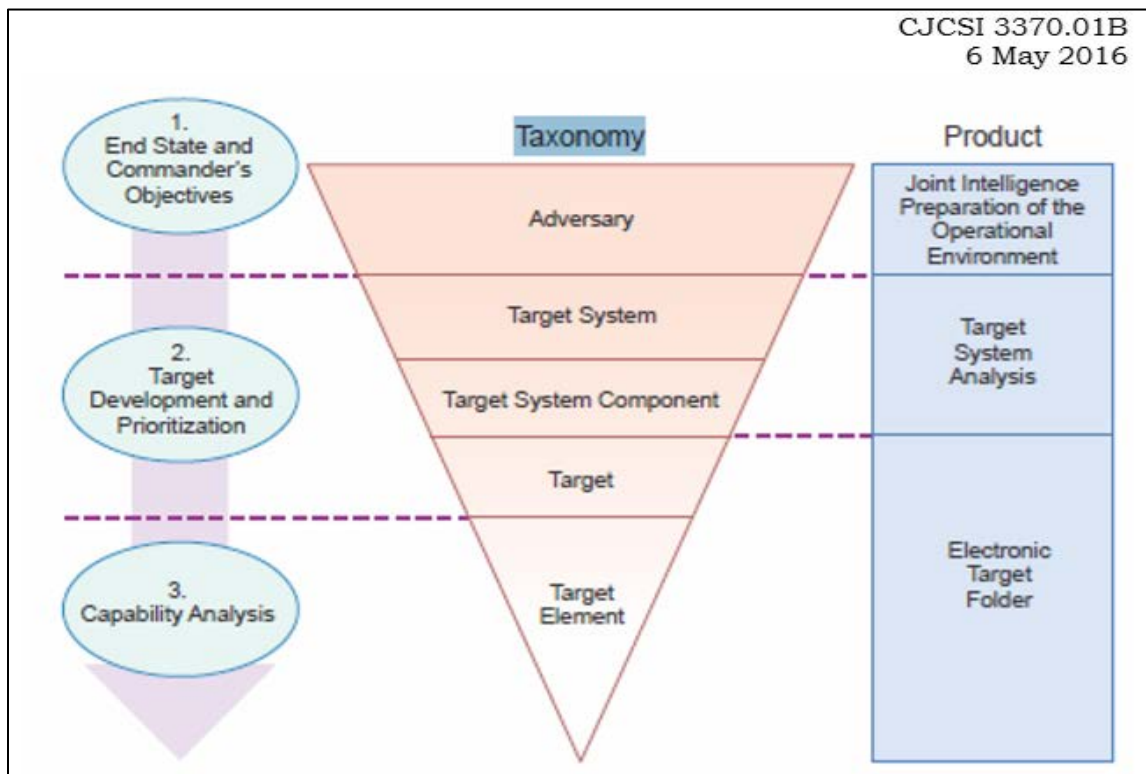 CJCSI 3370.01B
6 May 2016
Taxonomy
Product
1.
End State and
Commander's
Objectives
Adversary
Joint Intelligence
Preparation of the
Operational
Environment
2.
Target
Development and
Prioritization
Target System
Target System Component
Target
System
Analysis
Target
3.
Capability Analysis
Target
Element
Electronic
Target
Folder